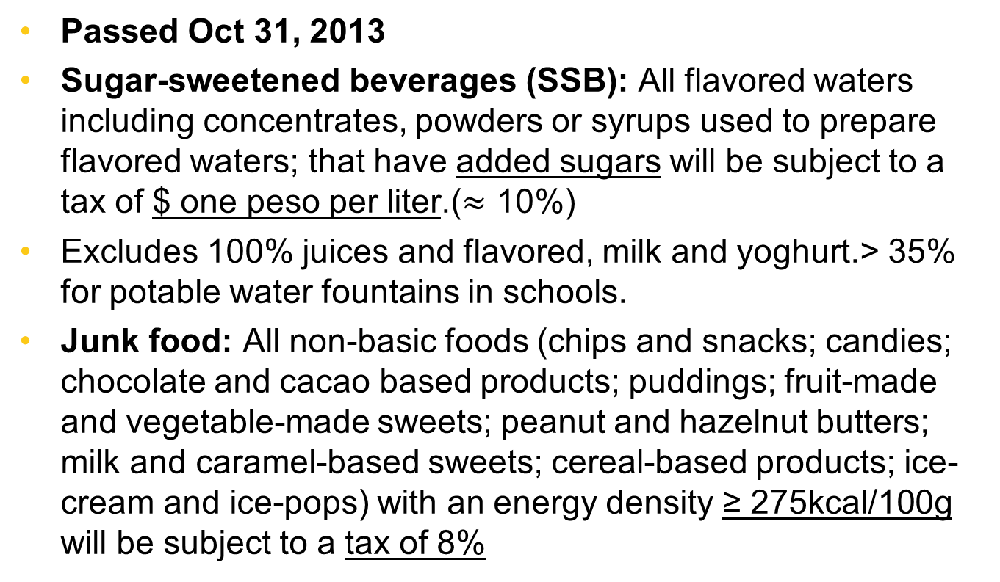 • Passed Oct 31, 2013
• Sugar-sweetened beverages (SSB): All flavored waters
including concentrates, powders or syrups used to prepare
flavored waters; that have added sugars will be subject to a
tax of $ one peso per liter.(≈ 10%)
• Excludes 100% juices and flavored, milk and yoghurt.> 35%
for potable water fountains in schools.
• Junk food: All non-basic foods (chips and snacks; candies;
chocolate and cacao based products; puddings; fruit-made
and vegetable-made sweets; peanut and hazelnut butters;
milk and caramel-based sweets; cereal-based products; ice-
cream and ice-pops) with an energy density ≥ 275kcal/100g
will be subject to a tax of 8%